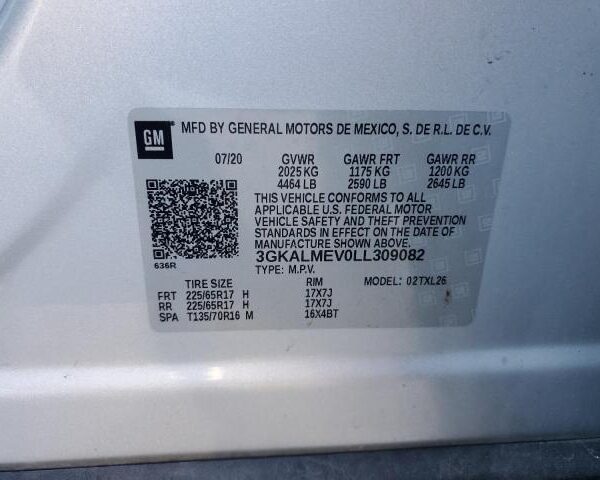 GM MFD BY GENERAL MOTORS DE MEXICO, S. DE R.L. DE C.V.
07/20 GVWR GAWR FRT GAWR RR
2025 KG 1175 KG 1200 KG
4464 LB 2590 LB 2645 LB
THIS VEHICLE CONFORMS TO ALL
APPLICABLE U.S. FEDERAL MOTOR
VEHICLE SAFETY AND THEFT PREVENTION
STANDARDS IN EFFECT ON THE DATE OF
MANUFACTURE SHOWN ABOVE.
3GKALMEV0LL309082
636R
TYPE: M.P.V. MODEL: 02TXL26
TIRE SIZE RIM
FRT 225/65R17 H 17X7J
RR 225/65R17 H 17X7J
SPA T135/70R16 M 16X4BT